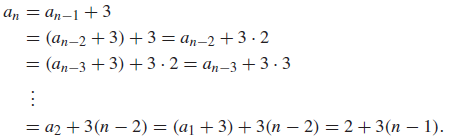 aₙ = aₙ₋₁ + 3
= (aₙ₋₂ + 3) + 3 = aₙ₋₂ + 3 · 2
= (aₙ₋₃ + 3) + 3 · 2 = aₙ₋₃ + 3 · 3
⋮
= a₂ + 3(n − 2) = (a₁ + 3) + 3(n − 2) = 2 + 3(n − 1).